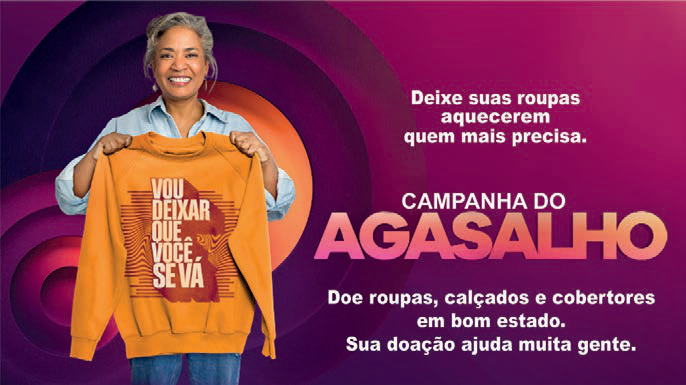 VOU
DEIXAR
QUE
VOCÊ
SE VÁ
Deixe suas roupas
aquecerem
quem mais precisa.
CAMPANHA DO
AGASALHO
Doe roupas, calçados e cobertores
em bom estado.
Sua doação ajuda muita gente.